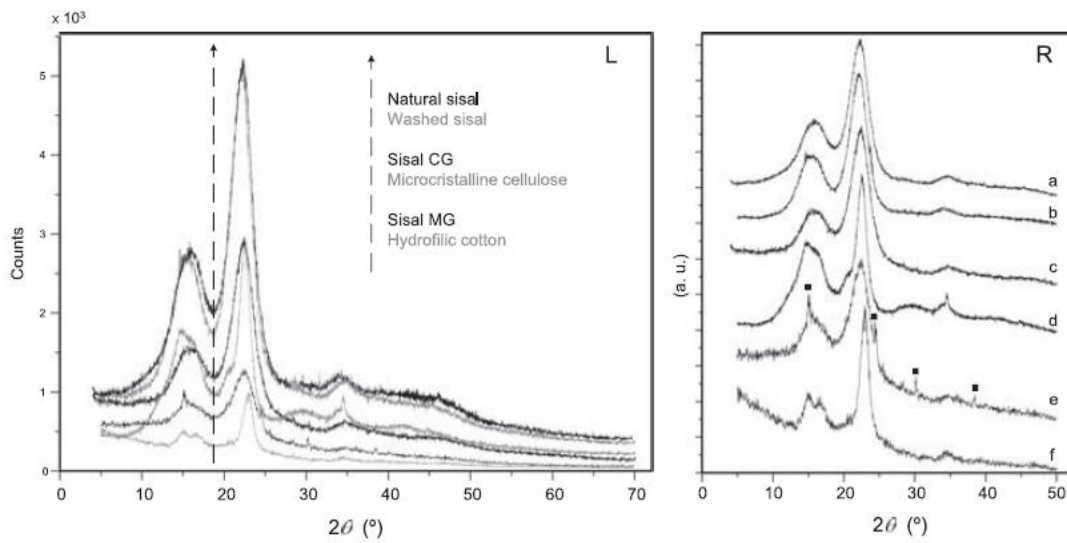 x 10³
L
R
5
4
3
2
1
0
Counts
Natural sisal
Washed sisal
Sisal CG
Microcristalline cellulose
Sisal MG
Hydrofilic cotton
0 10 20 30 40 50 60 70
2θ (º)
(a. u.)
a
b
c
d
e
f
0 10 20 30 40 50
2θ (º)